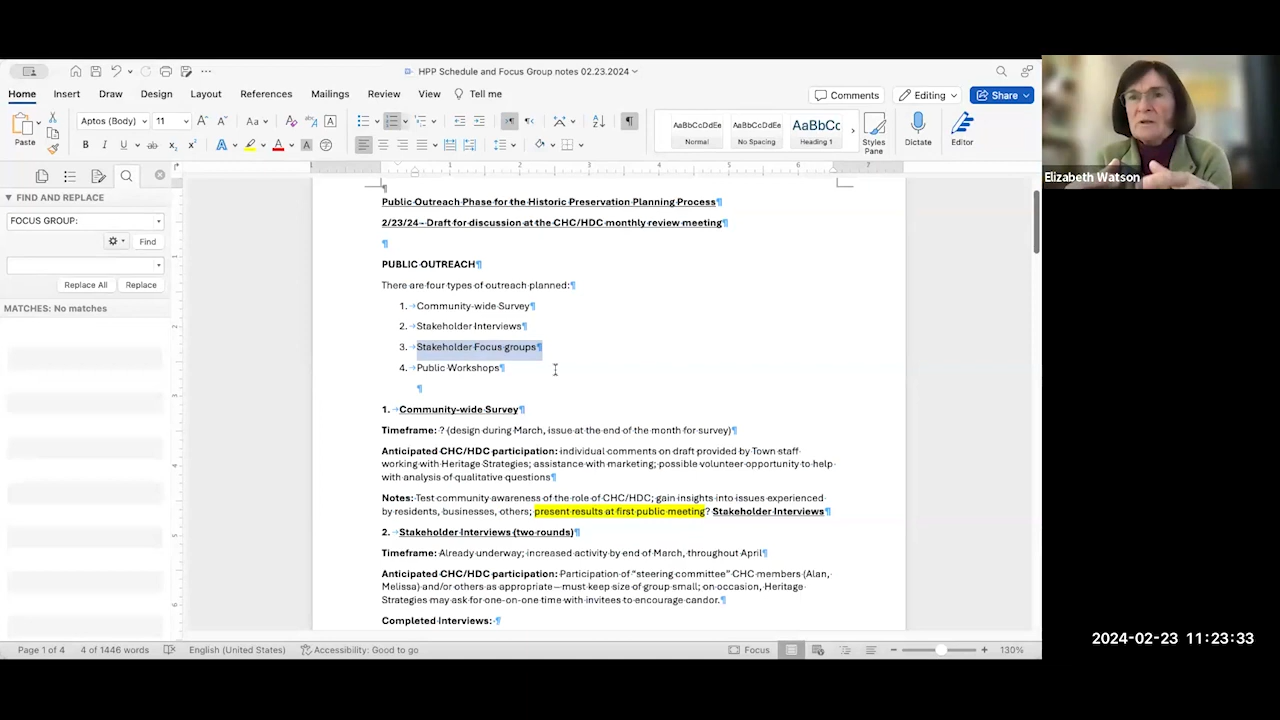 HPP Schedule and Focus Group notes 02.23.2024
Home Insert Draw Design Layout References Mailings Review View Tell me
Comments Editing Share
Paste
Aptos (Body) 11
AaBbCcDdEe AaBbCcDdEe AaBbCc
Normal No Spacing Heading 1
Styles Pane
Dictate
Editor
Elizabeth Watson
1 1 2 3 4 5 6 7
FIND AND REPLACE
FOCUS GROUP:
Find
Replace All Replace
MATCHES: No matches
Public Outreach Phase for the Historic Preservation Planning Process¶
2/23/24 - Draft for discussion at the CHC/HDC monthly review meeting¶
¶
PUBLIC OUTREACH¶
There are four types of outreach planned:¶
1. Community-wide Survey¶
2. Stakeholder Interviews¶
3. Stakeholder Focus groups¶
4. Public Workshops¶
¶
1. Community-wide Survey¶
Timeframe: ? (design during March, issue at the end of the month for survey)¶
Anticipated CHC/HDC participation: individual comments on draft provided by Town staff
working with Heritage Strategies; assistance with marketing; possible volunteer opportunity to help
with analysis of qualitative questions¶
Notes: Test community awareness of the role of CHC/HDC; gain insights into issues experienced
by residents, businesses, others; present results at first public meeting? Stakeholder Interviews¶
2. Stakeholder Interviews (two rounds)¶
Timeframe: Already underway; increased activity by end of March, throughout April¶
Anticipated CHC/HDC participation: Participation of “steering committee” CHC members (Alan,
Melissa) and/or others as appropriate—must keep size of group small; on occasion, Heritage
Strategies may ask for one-on-one time with invitees to encourage candor.¶
Completed Interviews: ¶
Page 1 of 4 4 of 1446 words English (United States) Accessibility: Good to go Focus 130%
2024-02-23 11:23:33